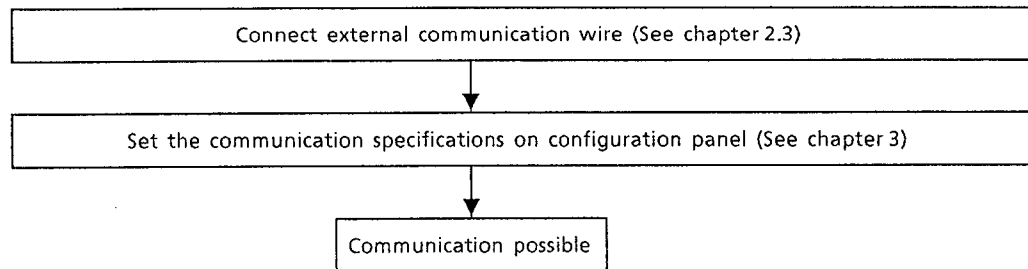 Connect external communication wire (See chapter 2.3)
Set the communication specifications on configuration panel (See chapter 3)
Communication possible